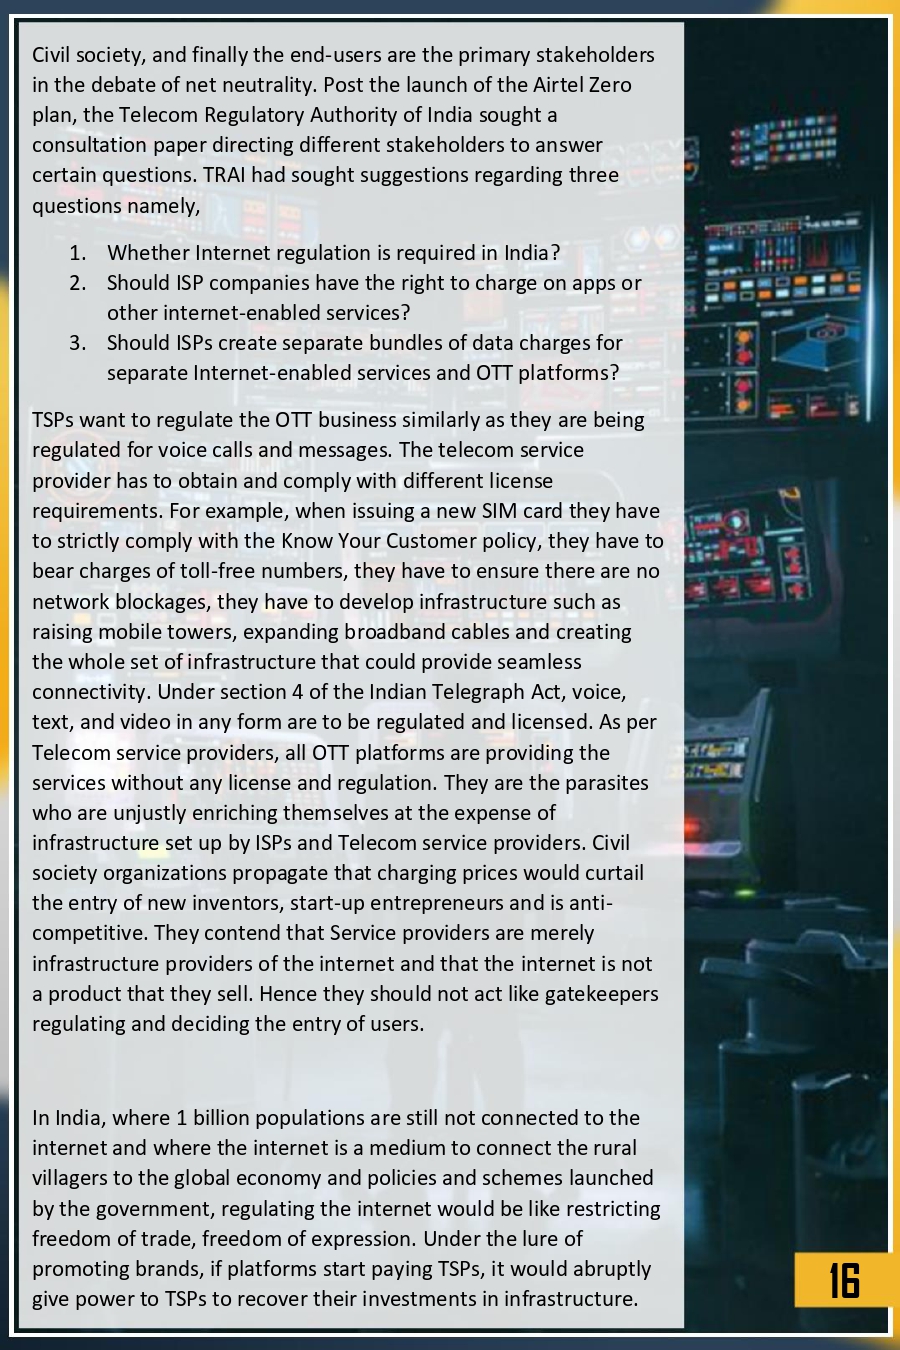 Civil society, and finally the end-users are the primary stakeholders
in the debate of net neutrality. Post the launch of the Airtel Zero
plan, the Telecom Regulatory Authority of India sought a
consultation paper directing different stakeholders to answer
certain questions. TRAI had sought suggestions regarding three
questions namely,
1. Whether Internet regulation is required in India?
2. Should ISP companies have the right to charge on apps or
other internet-enabled services?
3. Should ISPs create separate bundles of data charges for
separate Internet-enabled services and OTT platforms?
TSPs want to regulate the OTT business similarly as they are being
regulated for voice calls and messages. The telecom service
provider has to obtain and comply with different license
requirements. For example, when issuing a new SIM card they have
to strictly comply with the Know Your Customer policy, they have to
bear charges of toll-free numbers, they have to ensure there are no
network blockages, they have to develop infrastructure such as
raising mobile towers, expanding broadband cables and creating
the whole set of infrastructure that could provide seamless
connectivity. Under section 4 of the Indian Telegraph Act, voice,
text, and video in any form are to be regulated and licensed. As per
Telecom service providers, all OTT platforms are providing the
services without any license and regulation. They are the parasites
who are unjustly enriching themselves at the expense of
infrastructure set up by ISPs and Telecom service providers. Civil
society organizations propagate that charging prices would curtail
the entry of new inventors, start-up entrepreneurs and is anti-
competitive. They contend that Service providers are merely
infrastructure providers of the internet and that the internet is not
a product that they sell. Hence they should not act like gatekeepers
regulating and deciding the entry of users.
In India, where 1 billion populations are still not connected to the
internet and where the internet is a medium to connect the rural
villagers to the global economy and policies and schemes launched
by the government, regulating the internet would be like restricting
freedom of trade, freedom of expression. Under the lure of
promoting brands, if platforms start paying TSPs, it would abruptly
give power to TSPs to recover their investments in infrastructure.
16